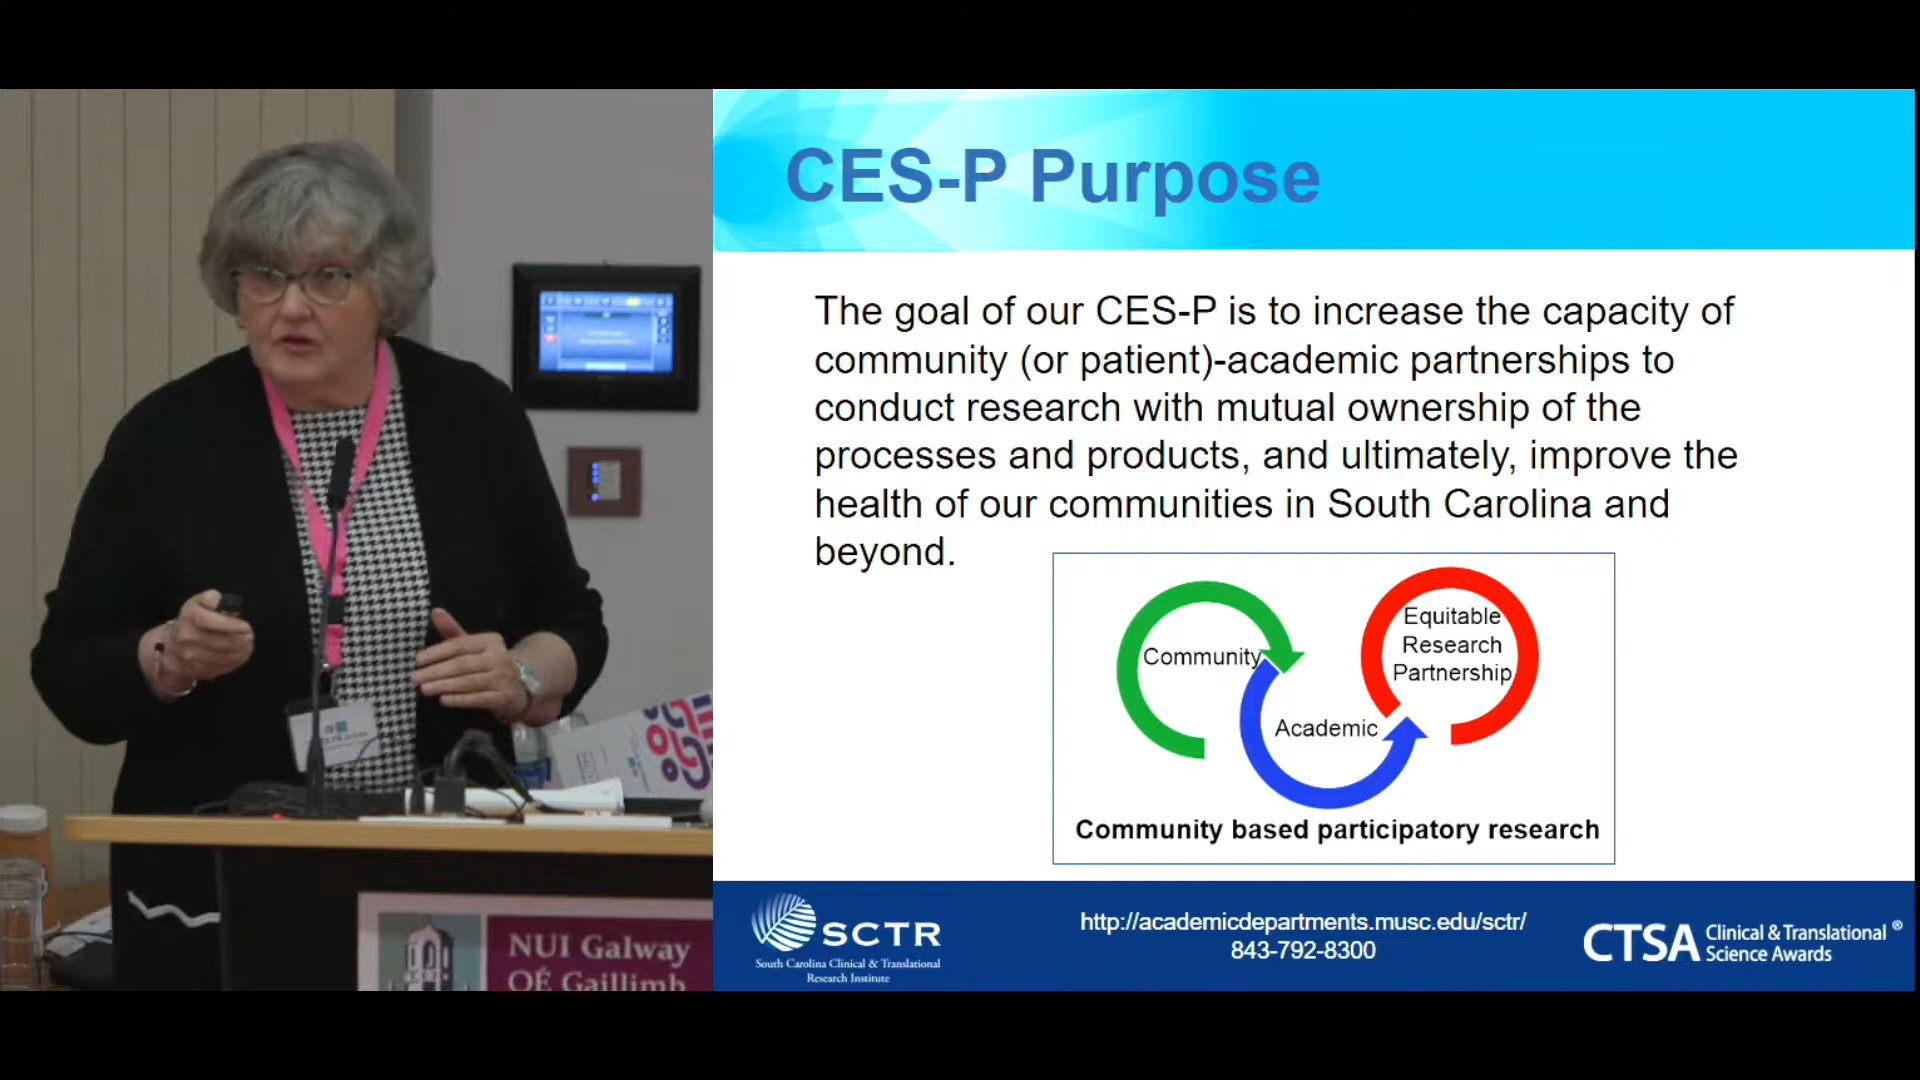 CES-P Purpose
The goal of our CES-P is to increase the capacity of
community (or patient)-academic partnerships to
conduct research with mutual ownership of the
processes and products, and ultimately, improve the
health of our communities in South Carolina and
beyond.
Community
Academic
Equitable
Research
Partnership
Community based participatory research
SCTR
South Carolina Clinical & Translational
Research Institute
http://academicdepartments.musc.edu/sctr/
843-792-8300
CTSA
Clinical & Translational ®
Science Awards
NUI Galway
OÉ Gaillimh